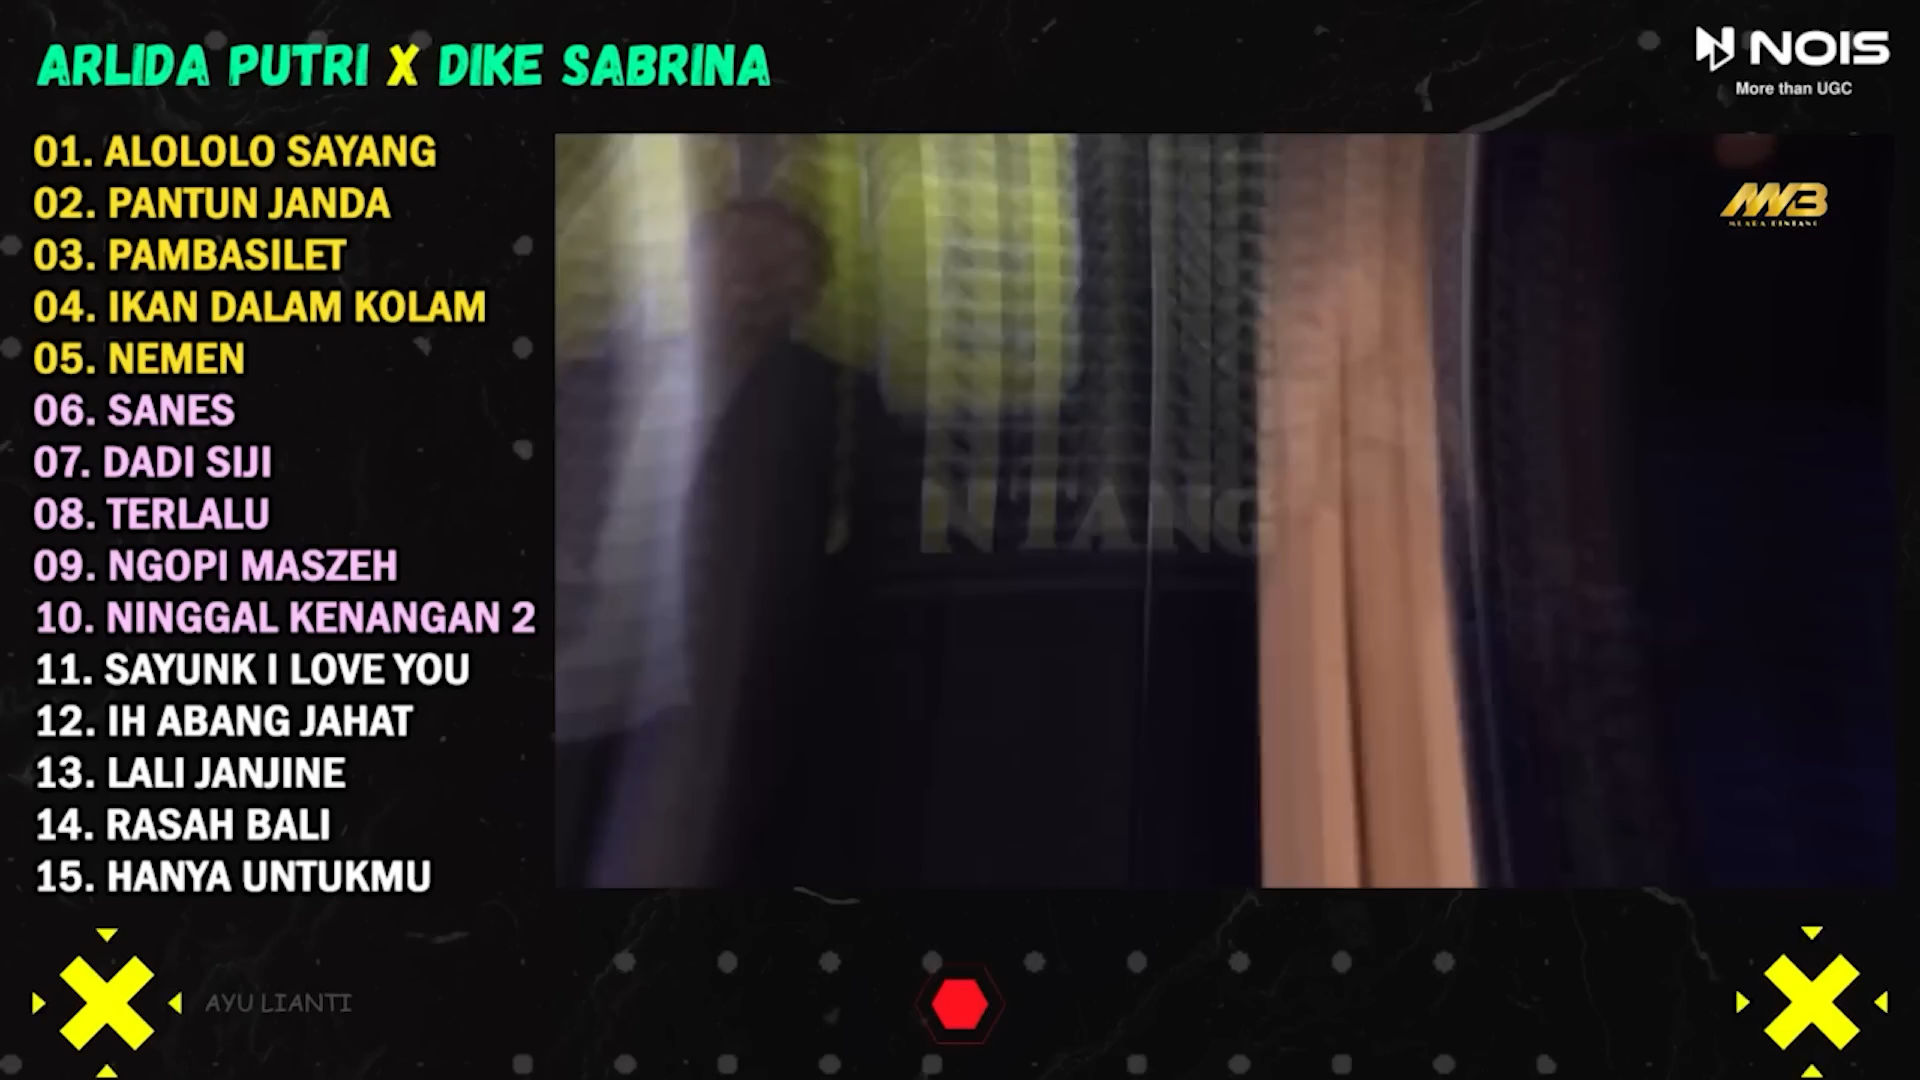 ARLIDA PUTRI X DIKE SABRINA
NOIS
More than UGC
01. ALOLOLO SAYANG
02. PANTUN JANDA
03. PAMBASILET
04. IKAN DALAM KOLAM
05. NEMEN
06. SANES
07. DADI SIJI
08. TERLALU
09. NGOPI MASZEH
10. NINGGAL KENANGAN 2
11. SAYUNK I LOVE YOU
12. IH ABANG JAHAT
13. LALI JANJINE
14. RASAH BALI
15. HANYA UNTUKMU
MB
NTANG
AYU LIANTI